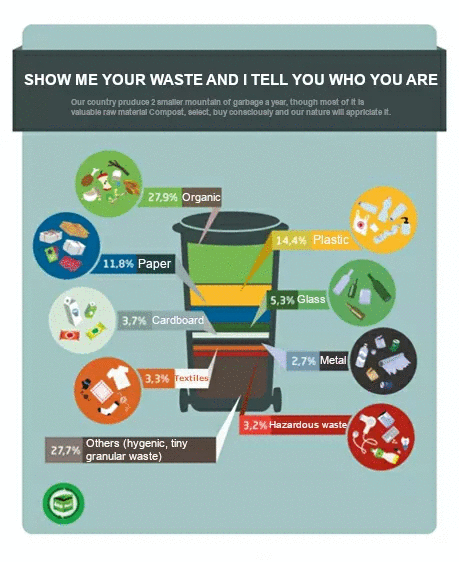 SHOW ME YOUR WASTE AND I TELL YOU WHO YOU ARE
Our country produce 2 smaller mountain of garbage a year, though most of it is
valuable raw material Compost, select, buy consciously and our nature will appriciate it.
27,9% Organic
14,4% Plastic
11,8% Paper
5,3% Glass
3,7% Cardboard
2,7% Metal
3,3% Textiles
3,2% Hazardous waste
27,7% Others (hygenic, tiny
granular waste)